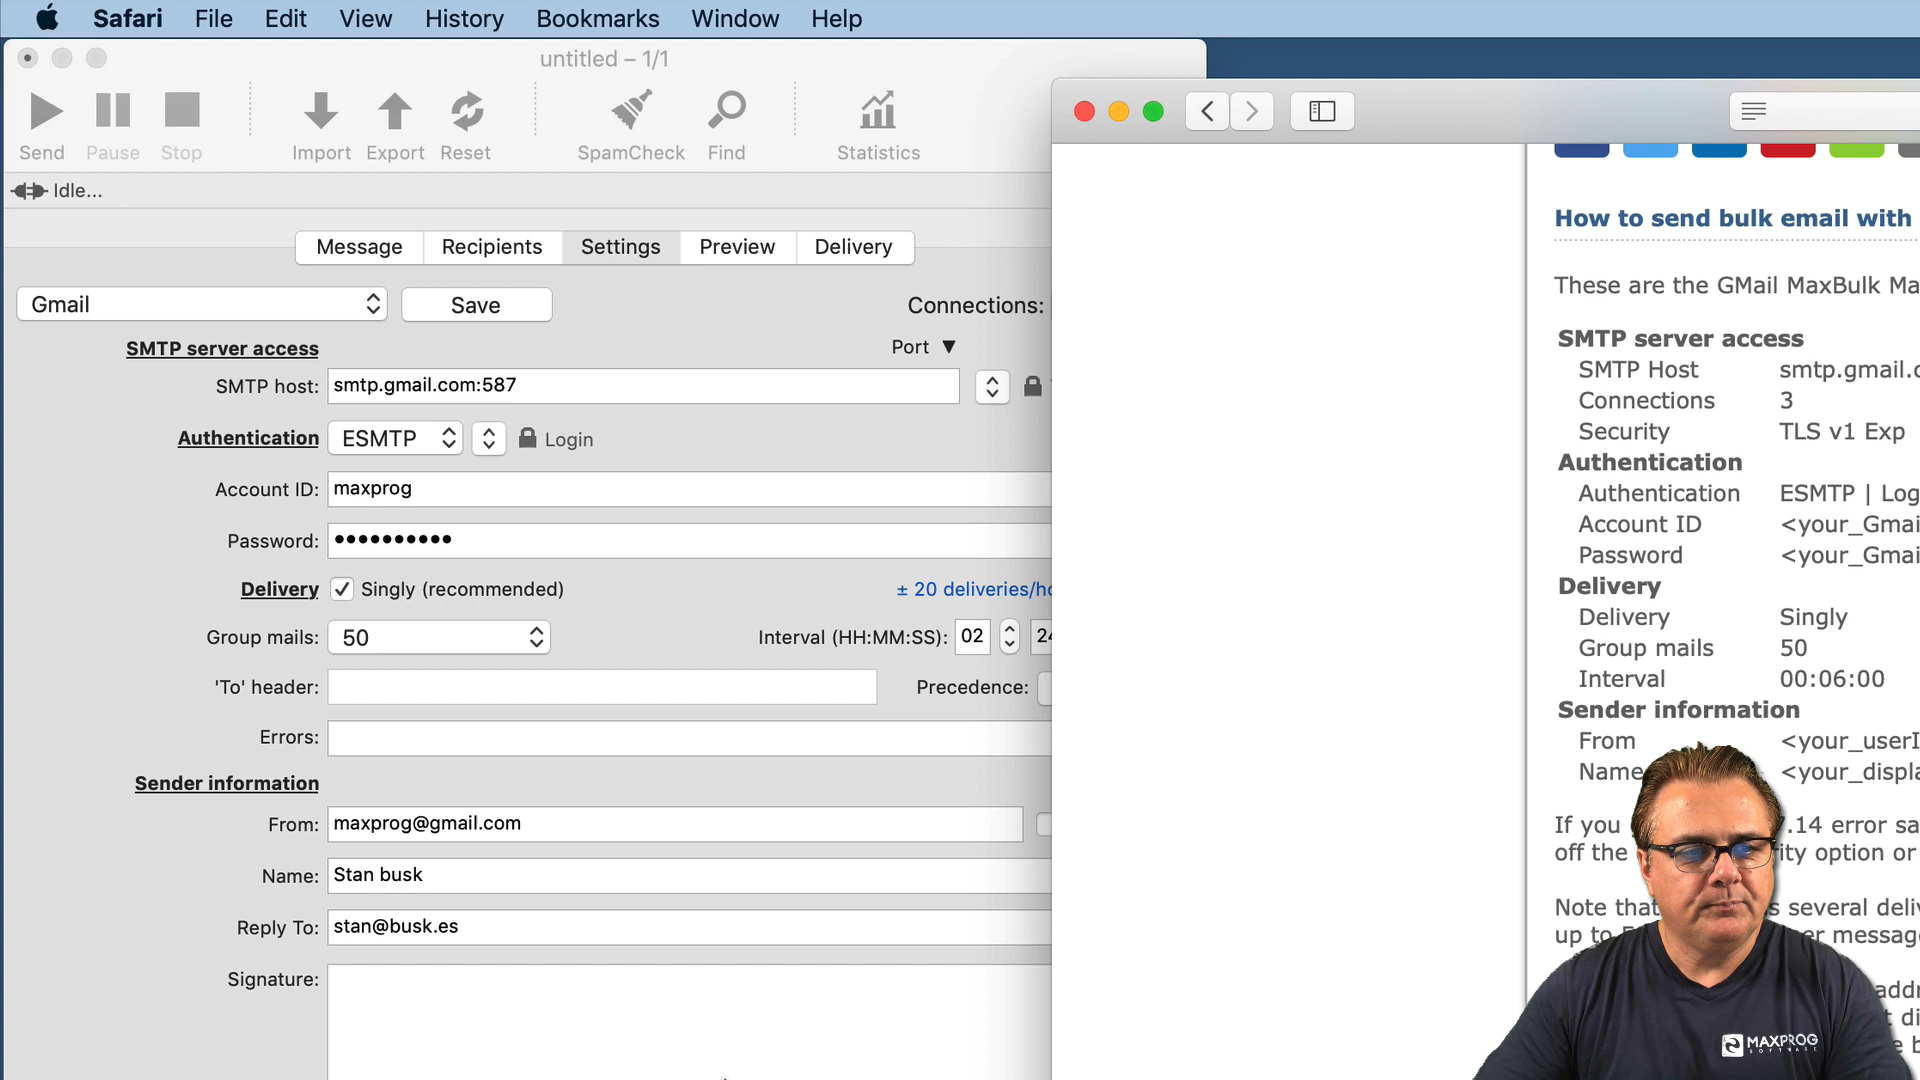 Safari File Edit View History Bookmarks Window Help
untitled – 1/1
Send Pause Stop Import Export Reset SpamCheck Find Statistics
Idle...
Message Recipients Settings Preview Delivery
Gmail Save Connections:
SMTP server access Port ▼
SMTP host: smtp.gmail.com:587
Authentication ESMTP Login
Account ID: maxprog
Password: ••••••••••
Delivery Singly (recommended) ± 20 deliveries/
Group mails: 50 Interval (HH:MM:SS): 02 24
'To' header: Precedence:
Errors:
Sender information
From: maxprog@gmail.com
Name: Stan busk
Reply To: stan@busk.es
Signature:
How to send bulk email with
These are the GMail MaxBulk Ma
SMTP server access
SMTP Host smtp.gmail.
Connections 3
Security TLS v1 Exp
Authentication
Authentication ESMTP | Log
Account ID <your_Gmai
Password <your_Gmai
Delivery
Delivery Singly
Group mails 50
Interval 00:06:00
Sender information
From <your_userI
Name <your_displa
If you 7.14 error sa
off the ity option or
Note that s several deli
up to er messag
addr
t di
e b
MAXPROG
SOFTWARE